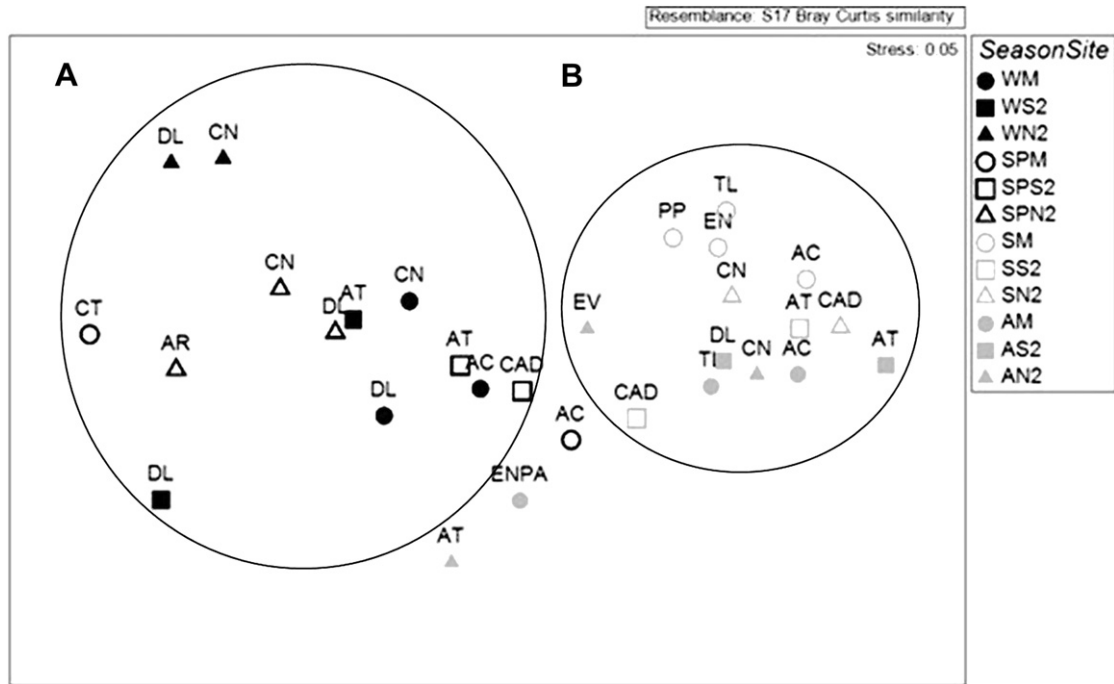 Resemblance: S17 Bray Curtis similarity
Stress: 0 05
A
B
SeasonSite
WM
WS2
WN2
SPM
SPS2
SPN2
SM
SS2
SN2
AM
AS2
AN2
DL
CN
TL
PP
EN
CN
AC
CN
CN
DL
AT
AT
CAD
CT
EV
AR
AT
AC
CAD
DL
TL
CN
AC
AT
DL
CAD
AC
DL
ENPA
AT